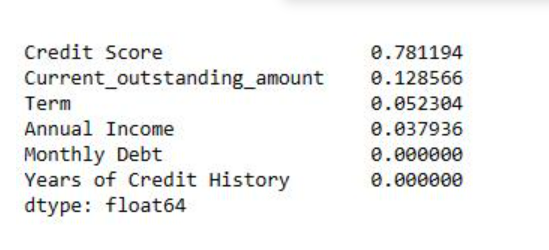 Credit Score 0.781194
Current_outstanding_amount 0.128566
Term 0.052304
Annual Income 0.037936
Monthly Debt 0.000000
Years of Credit History 0.000000
dtype: float64